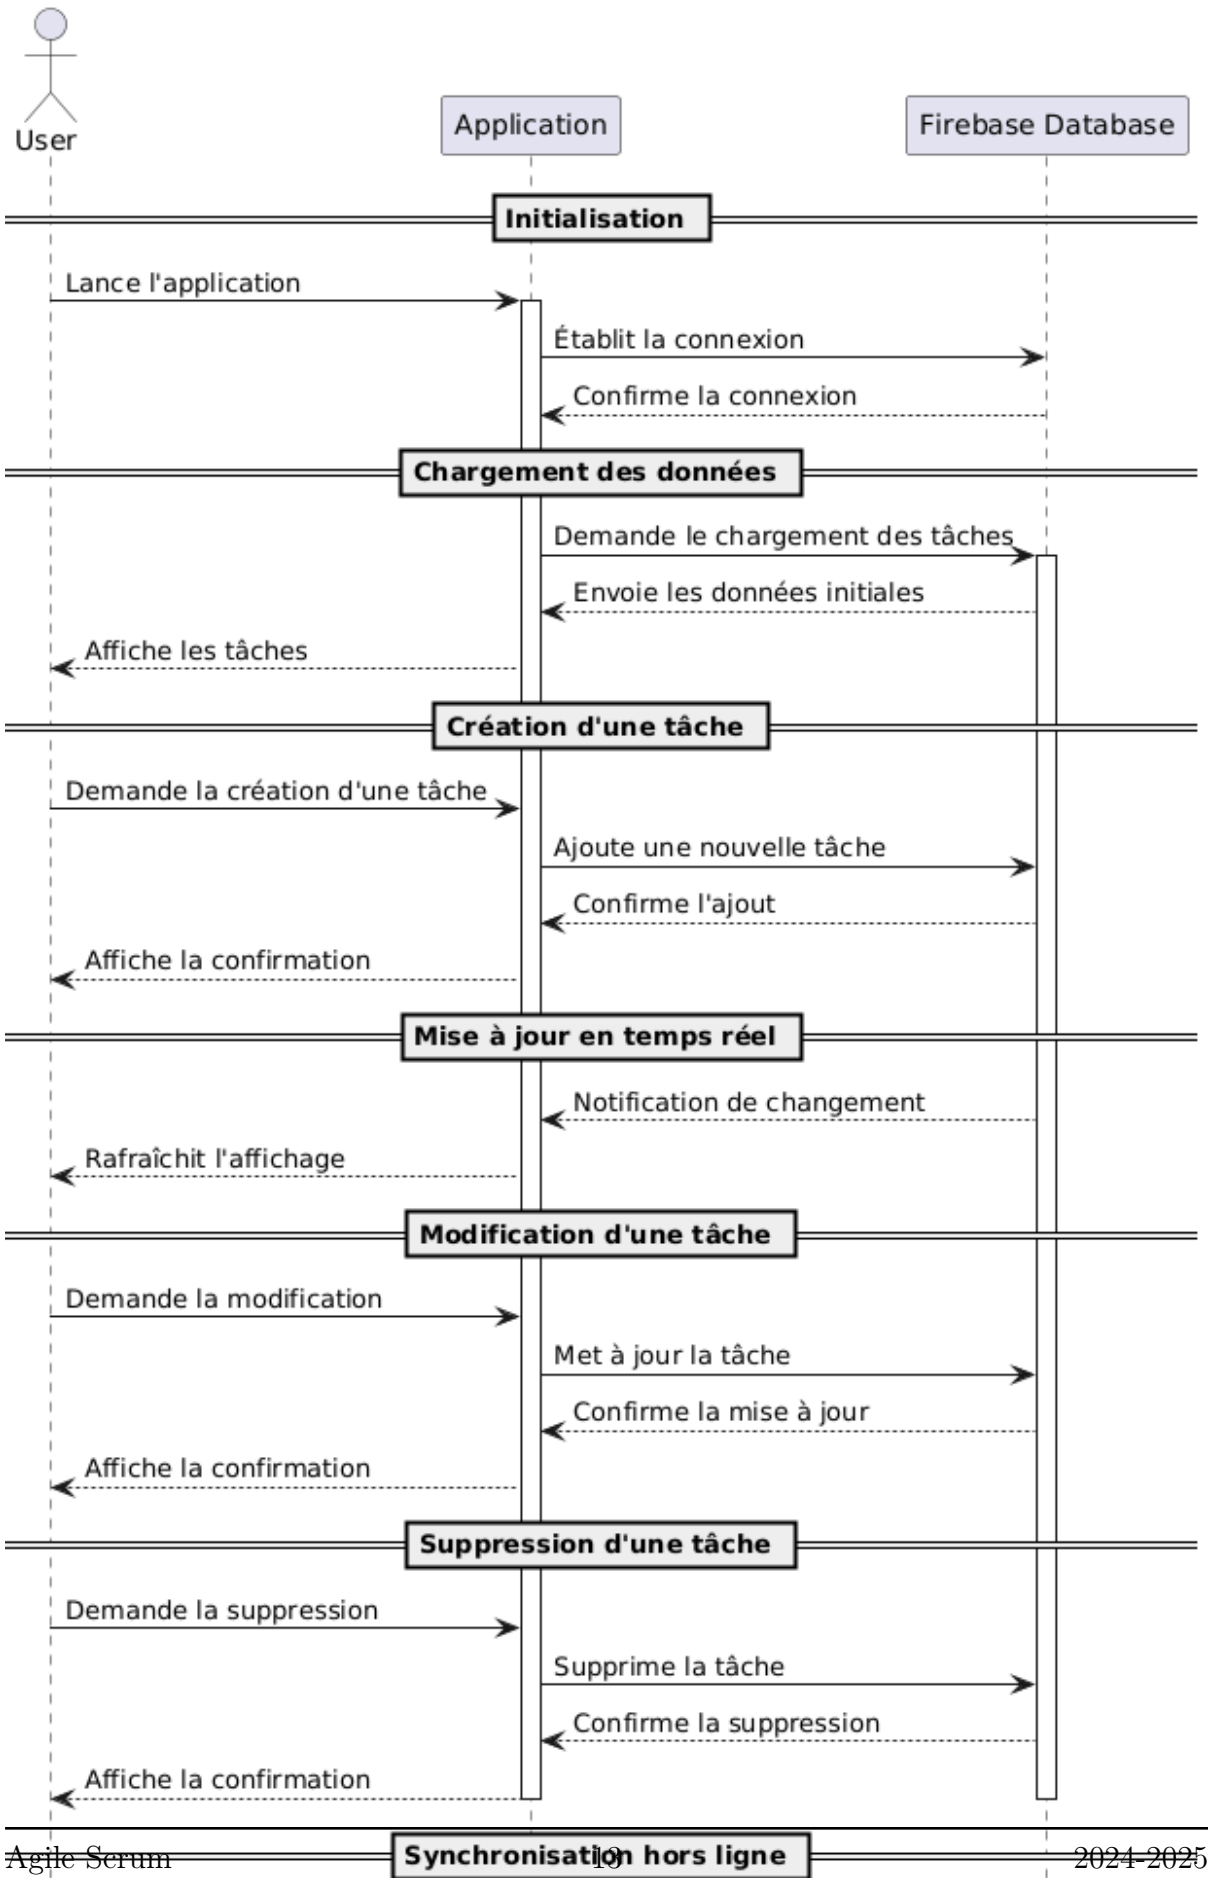 User
Application
Firebase Database
Initialisation
Lance l'application
Établit la connexion
Confirme la connexion
Chargement des données
Demande le chargement des tâches
Envoie les données initiales
Affiche les tâches
Création d'une tâche
Demande la création d'une tâche
Ajoute une nouvelle tâche
Confirme l'ajout
Affiche la confirmation
Mise à jour en temps réel
Notification de changement
Rafraîchit l'affichage
Modification d'une tâche
Demande la modification
Met à jour la tâche
Confirme la mise à jour
Affiche la confirmation
Suppression d'une tâche
Demande la suppression
Supprime la tâche
Confirme la suppression
Affiche la confirmation
Synchronisation hors ligne
Agile Scrum
13
2024-2025